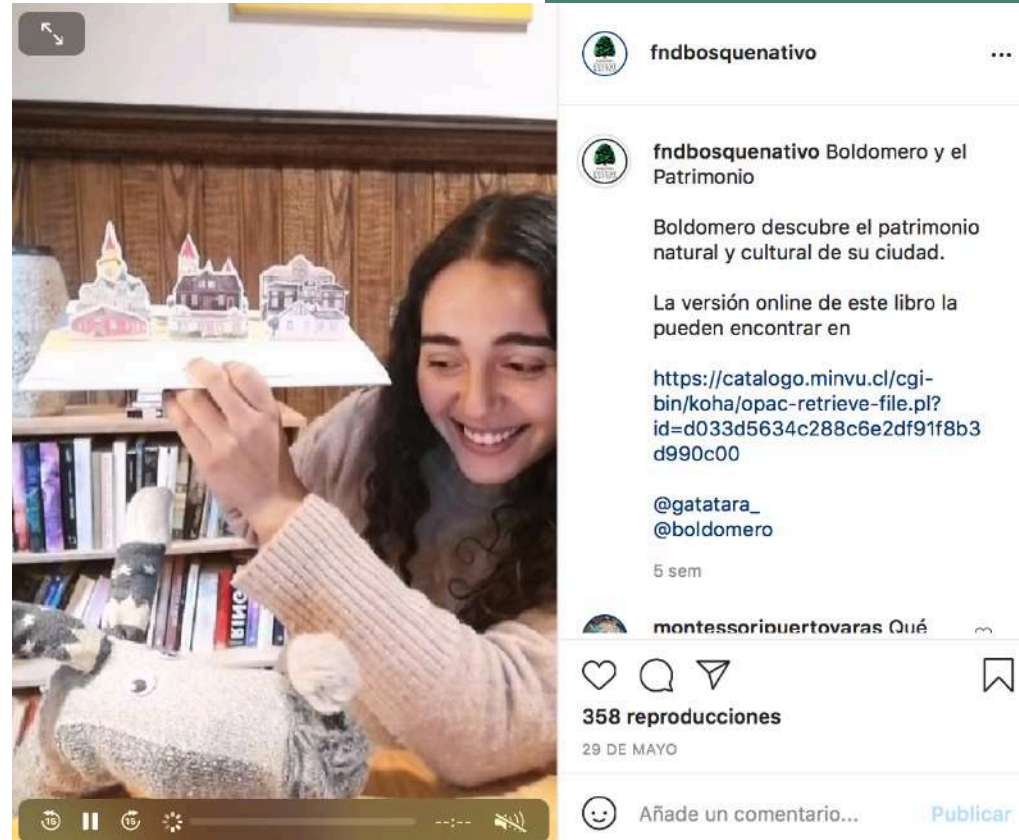 fndbosquenativo
...
fndbosquenativo Boldomero y el
Patrimonio
Boldomero descubre el patrimonio
natural y cultural de su ciudad.
La versión online de este libro la
pueden encontrar en
https://catalogo.minvu.cl/cgi-
bin/koha/opac-retrieve-file.pl?
id=d033d5634c288c6e2df91f8b3
d990c00
@gatatara_
@boldomero
5 sem
montessoripuertovaras Qué
358 reproducciones
29 DE MAYO
Añade un comentario... Publicar
15
15
--:--